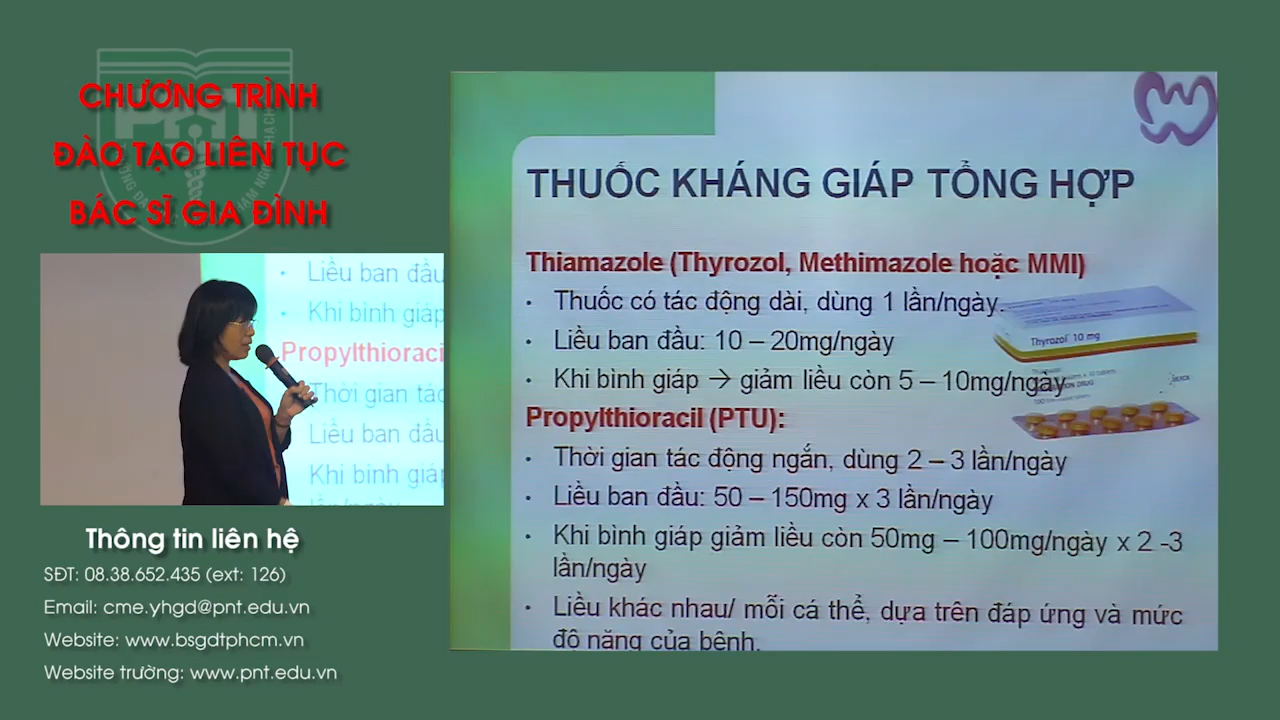 CHƯƠNG TRÌNH
ĐÀO TẠO LIÊN TỤC
BÁC SĨ GIA ĐÌNH
PNT
Liều ban đầu
Khi bình giáp
Propylthioraci
Thời gian tác
Liều ban đầu
Khi bình giáp
lần/ngày
Thông tin liên hệ
SĐT: 08.38.652.435 (ext: 126)
Email: cme.yhgd@pnt.edu.vn
Website: www.bsgdtphcm.vn
Website trường: www.pnt.edu.vn
THUỐC KHÁNG GIÁP TỔNG HỢP
Thiamazole (Thyrozol, Methimazole hoặc MMI)
• Thuốc có tác động dài, dùng 1 lần/ngày.
• Liều ban đầu: 10 – 20mg/ngày
Thyrozol 10 mg
• Khi bình giáp → giảm liều còn 5 – 10mg/ngày
Propylthioracil (PTU):
• Thời gian tác động ngắn, dùng 2 – 3 lần/ngày
• Liều ban đầu: 50 – 150mg x 3 lần/ngày
• Khi bình giáp giảm liều còn 50mg – 100mg/ngày x 2 -3
lần/ngày
• Liều khác nhau/ mỗi cá thể, dựa trên đáp ứng và mức
độ nặng của bệnh.